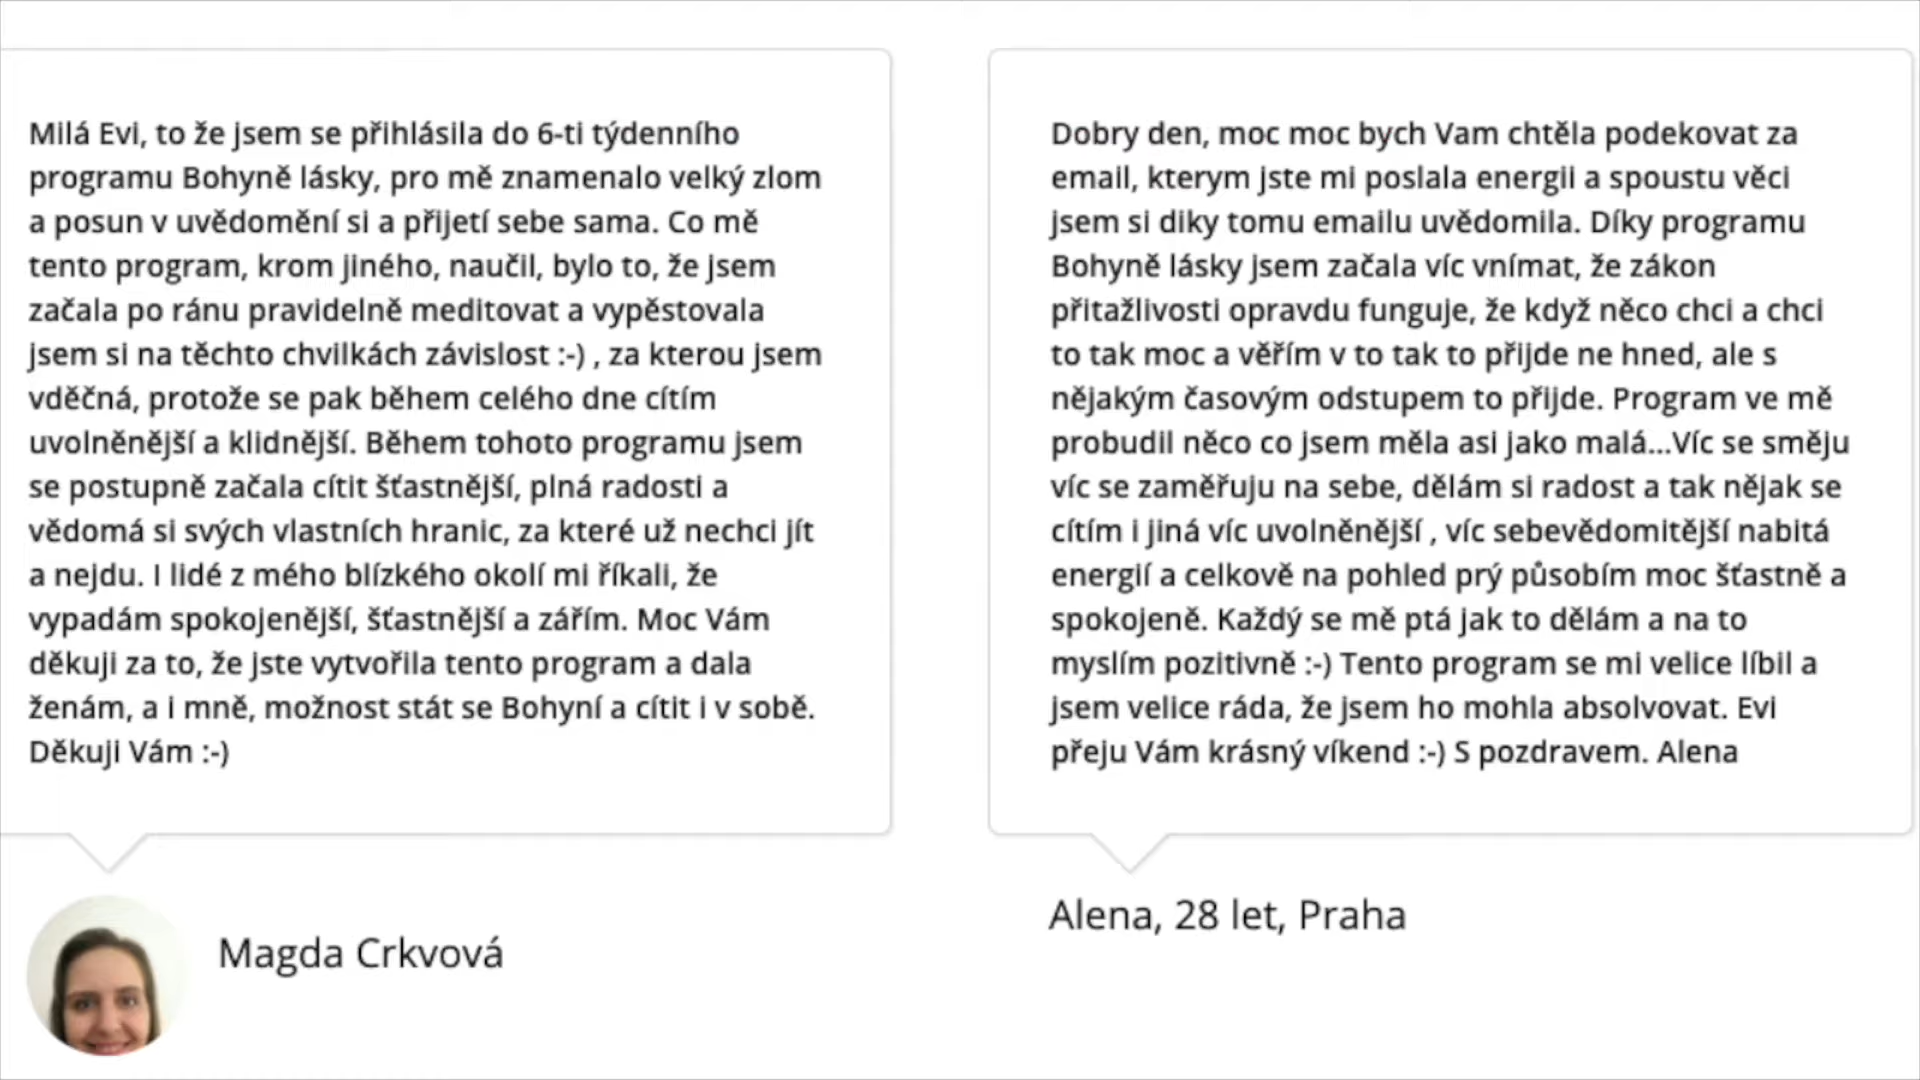 Milá Evi, to že jsem se přihlásila do 6-ti týdenního
programu Bohyně lásky, pro mě znamenalo velký zlom
a posun v uvědomění si a přijetí sebe sama. Co mě
tento program, krom jiného, naučil, bylo to, že jsem
začala po ránu pravidelně meditovat a vypěstovala
jsem si na těchto chvilkách závislost :-) , za kterou jsem
vděčná, protože se pak během celého dne cítím
uvolněnější a klidnější. Během tohoto programu jsem
se postupně začala cítit šťastnější, plná radosti a
vědomá si svých vlastních hranic, za které už nechci jít
a nejdu. I lidé z mého blízkého okolí mi říkali, že
vypadám spokojenější, šťastnější a zářím. Moc Vám
děkuji za to, že jste vytvořila tento program a dala
ženám, a i mně, možnost stát se Bohyní a cítit i v sobě.
Děkuji Vám :-)
Magda Crkvová
Dobry den, moc moc bych Vam chtěla podekovat za
email, kterym jste mi poslala energii a spoustu věci
jsem si diky tomu emailu uvědomila. Díky programu
Bohyně lásky jsem začala víc vnímat, že zákon
přitažlivosti opravdu funguje, že když něco chci a chci
to tak moc a věřím v to tak to přijde ne hned, ale s
nějakým časovým odstupem to přijde. Program ve mě
probudil něco co jsem měla asi jako malá...Víc se směju
víc se zaměřuju na sebe, dělám si radost a tak nějak se
cítím i jiná víc uvolněnější , víc sebevědomitější nabitá
energií a celkově na pohled prý působím moc šťastně a
spokojeně. Každý se mě ptá jak to dělám a na to
myslím pozitivně :-) Tento program se mi velice líbil a
jsem velice ráda, že jsem ho mohla absolvovat. Evi
přeju Vám krásný víkend :-) S pozdravem. Alena
Alena, 28 let, Praha